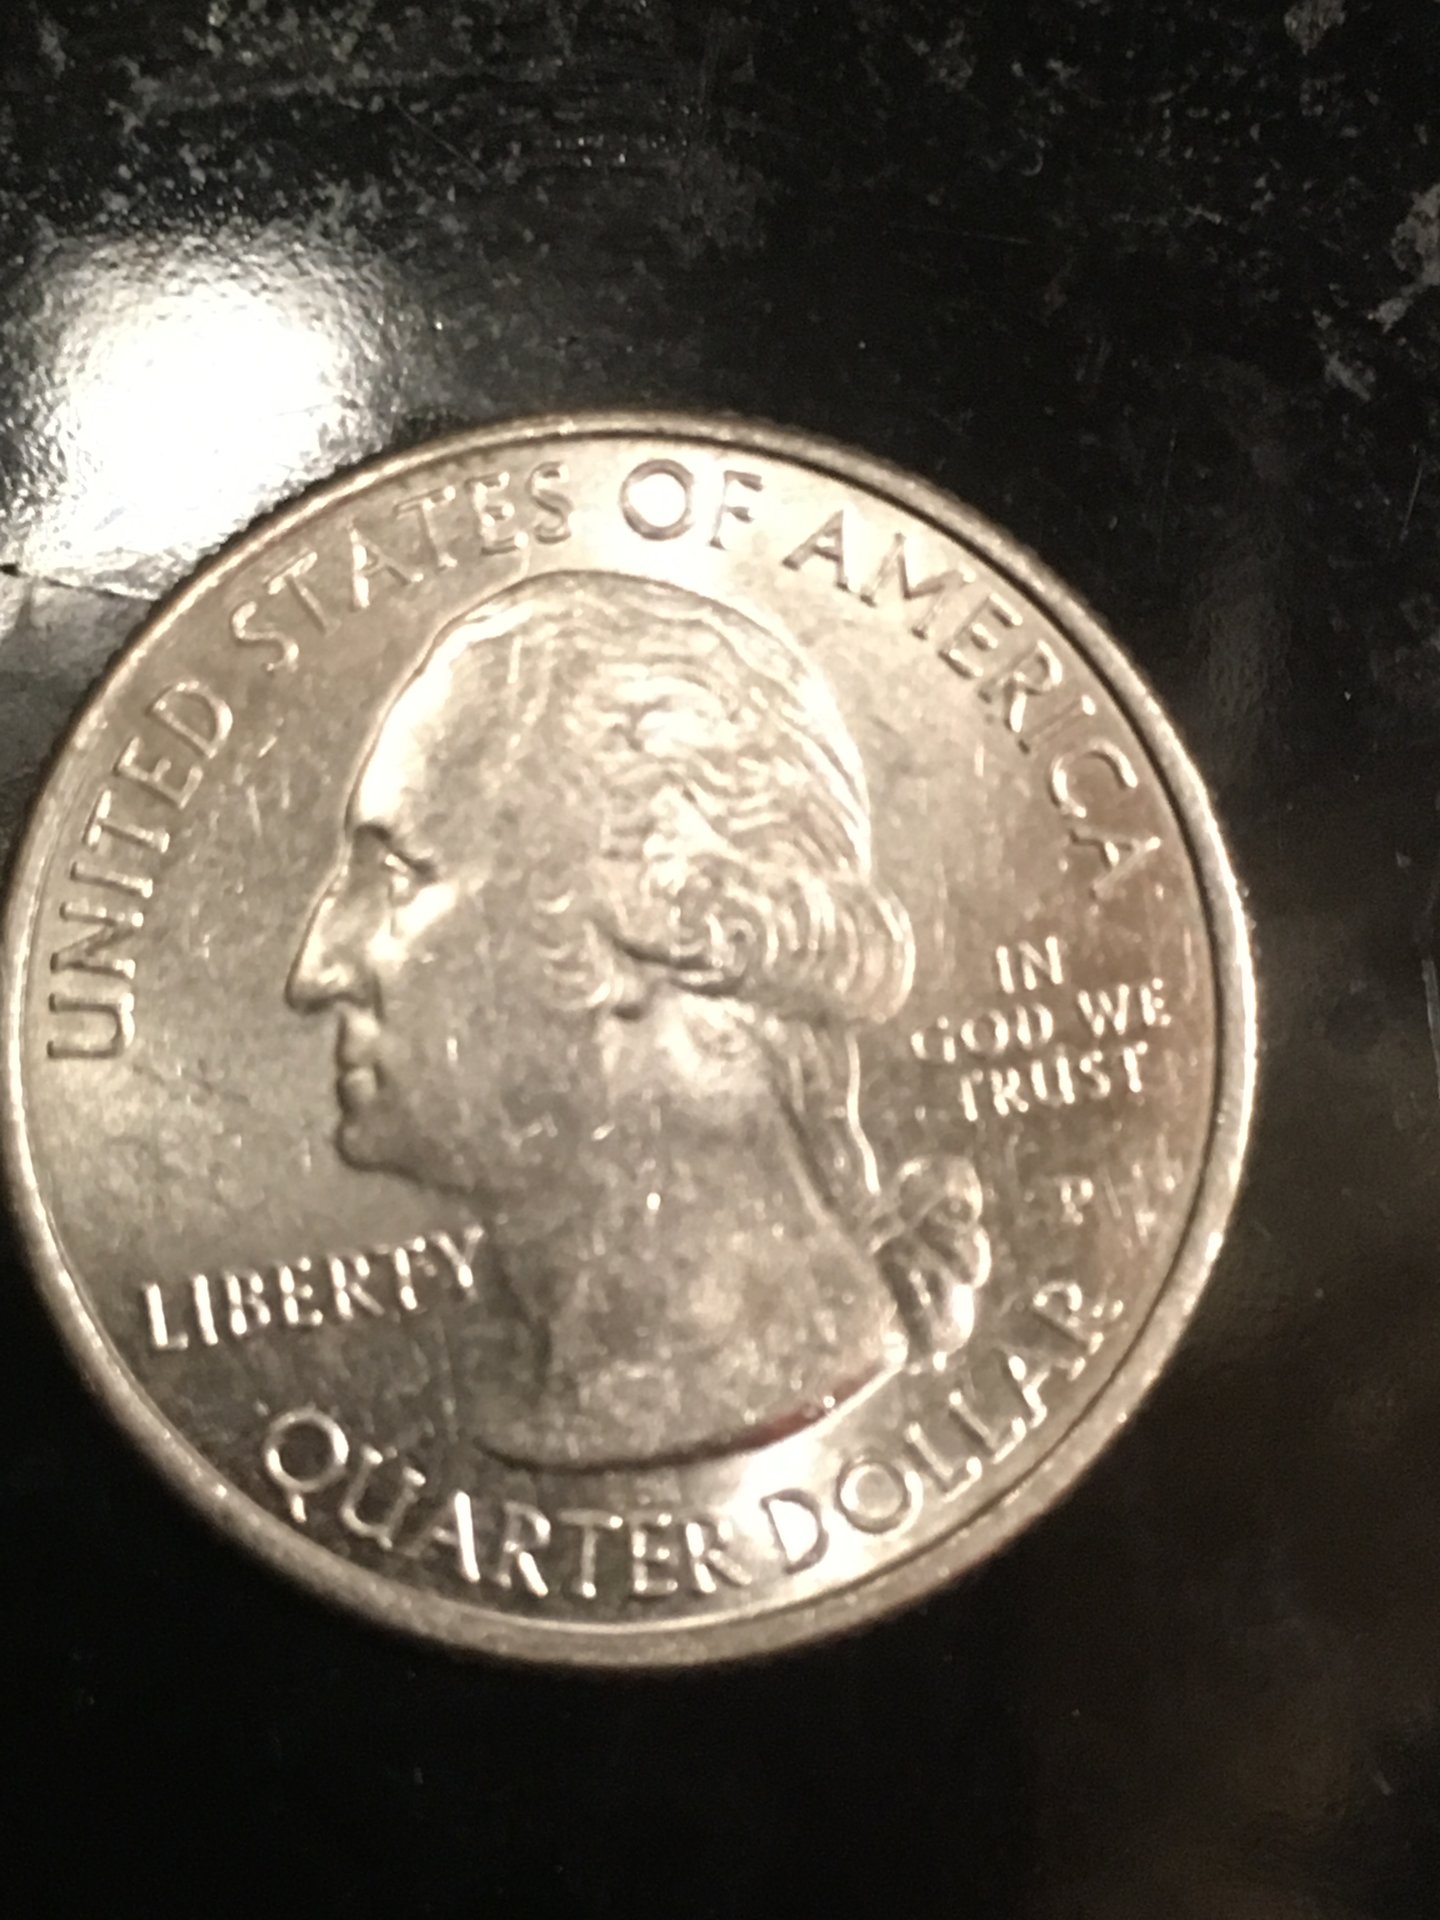 UNITED STATES OF AMERICA
IN
GOD WE
TRUST
P
LIBERTY
QUARTER DOLLAR